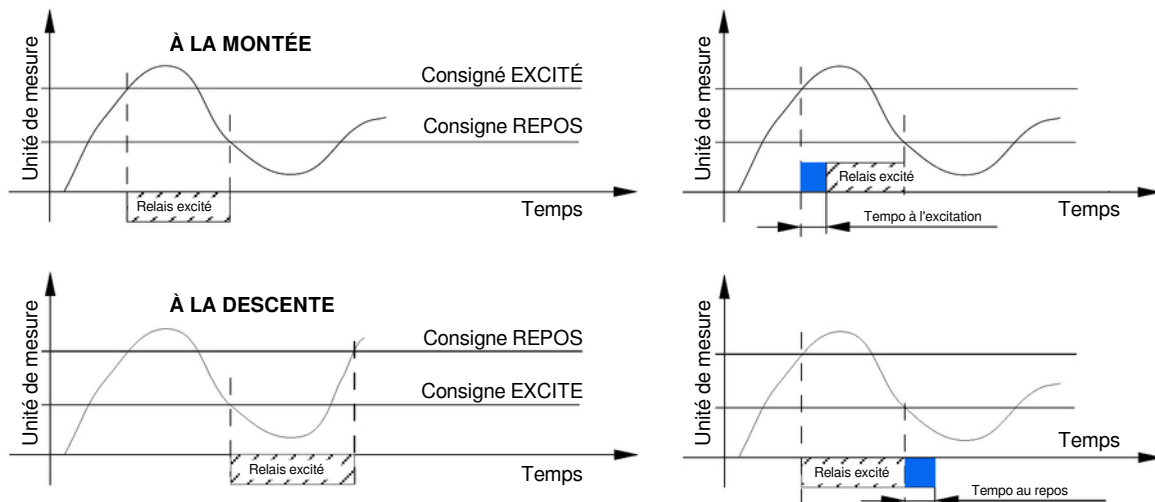 À LA MONTÉE
Unité de mesure
Consigné EXCITÉ
Consigne REPOS
Relais excité
Temps
Unité de mesure
Relais excité
Tempo à l'excitation
Temps
À LA DESCENTE
Unité de mesure
Consigne REPOS
Consigne EXCITE
Relais excité
Temps
Unité de mesure
Temps
Relais excité
Tempo au repos